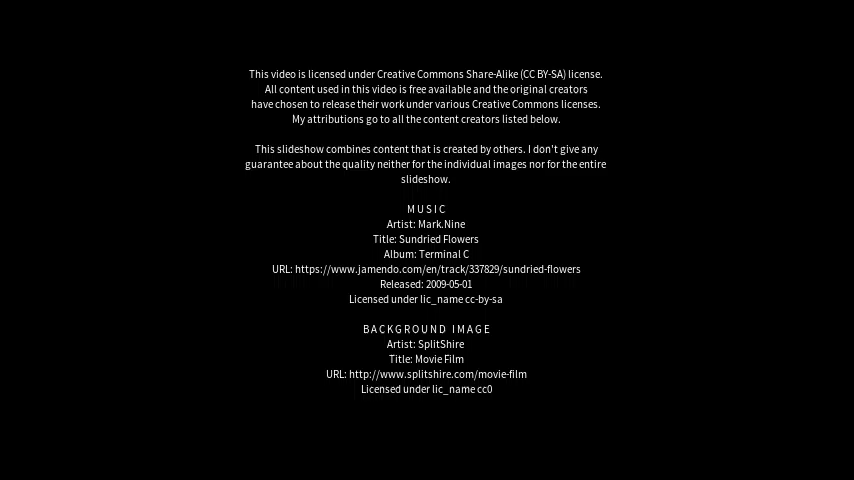 This video is licensed under Creative Commons Share-Alike (CC BY-SA) license.
All content used in this video is free available and the original creators
have chosen to release their work under various Creative Commons licenses.
My attributions go to all the content creators listed below.
This slideshow combines content that is created by others. I don't give any
guarantee about the quality neither for the individual images nor for the entire
slideshow.
MUSIC
Artist: Mark.Nine
Title: Sundried Flowers
Album: Terminal C
URL: https://www.jamendo.com/en/track/337829/sundried-flowers
Released: 2009-05-01
Licensed under lic_name cc-by-sa
BACKGROUND IMAGE
Artist: SplitShire
Title: Movie Film
URL: http://www.splitshire.com/movie-film
Licensed under lic_name cc0